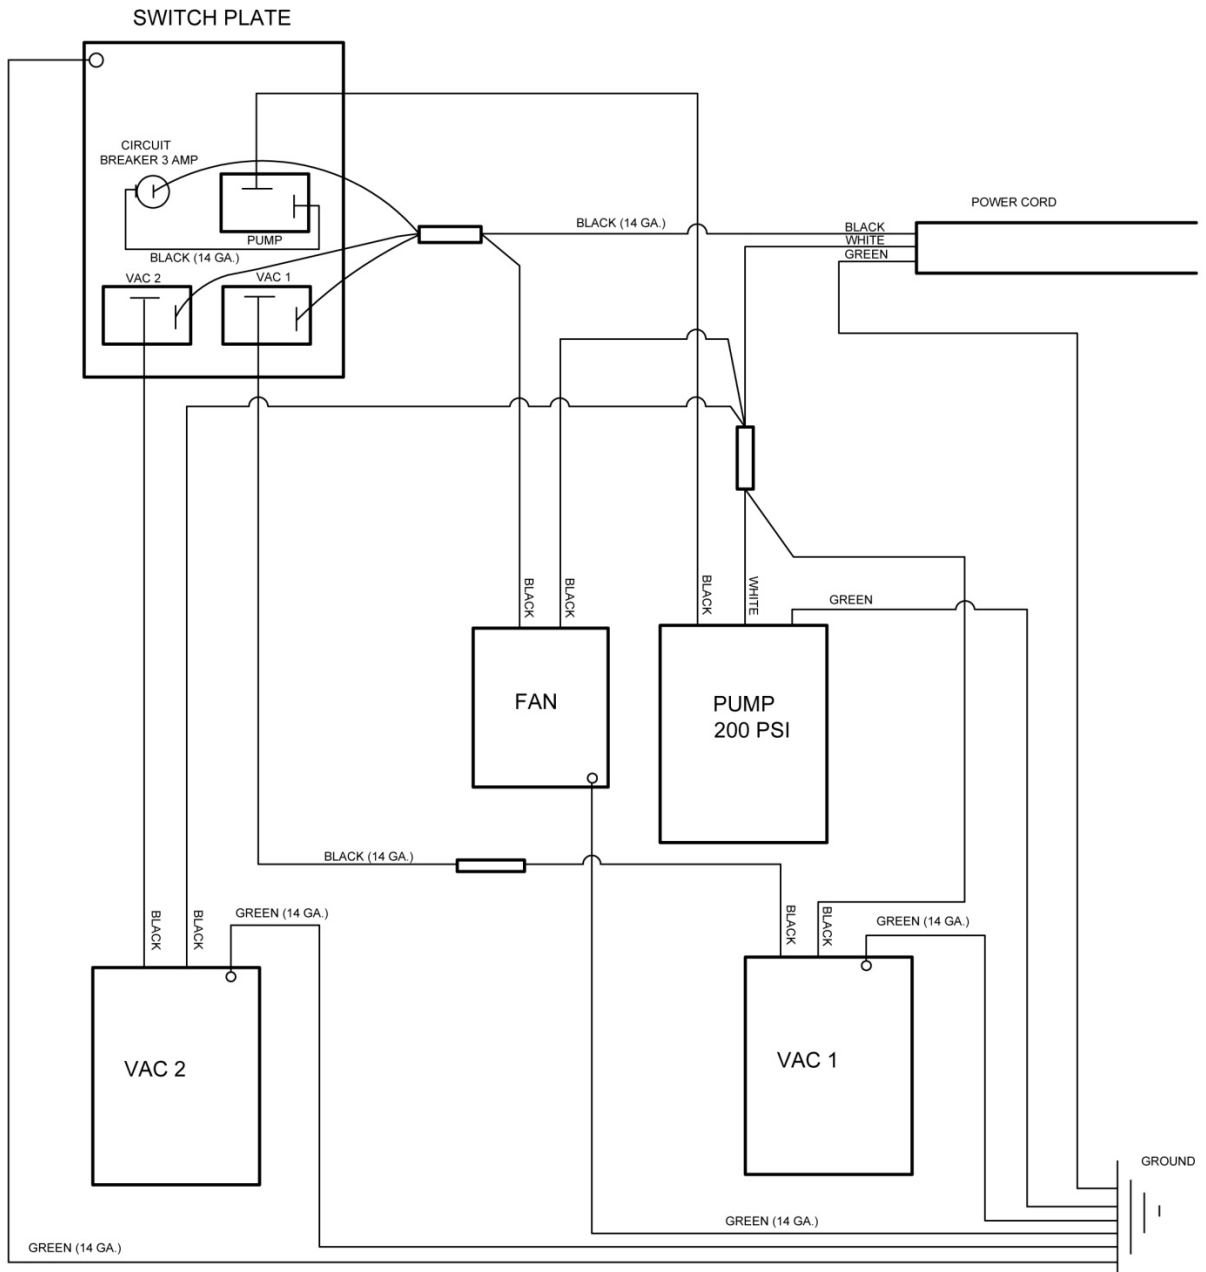 SWITCH PLATE
CIRCUIT
BREAKER 3 AMP
PUMP
BLACK (14 GA.)
VAC 2
VAC 1
BLACK (14 GA.)
POWER CORD
BLACK
WHITE
GREEN
BLACK
BLACK
BLACK
WHITE
GREEN
FAN
PUMP
200 PSI
BLACK (14 GA.)
BLACK
BLACK
GREEN (14 GA.)
BLACK
BLACK
GREEN (14 GA.)
VAC 2
VAC 1
GROUND
GREEN (14 GA.)
GREEN (14 GA.)